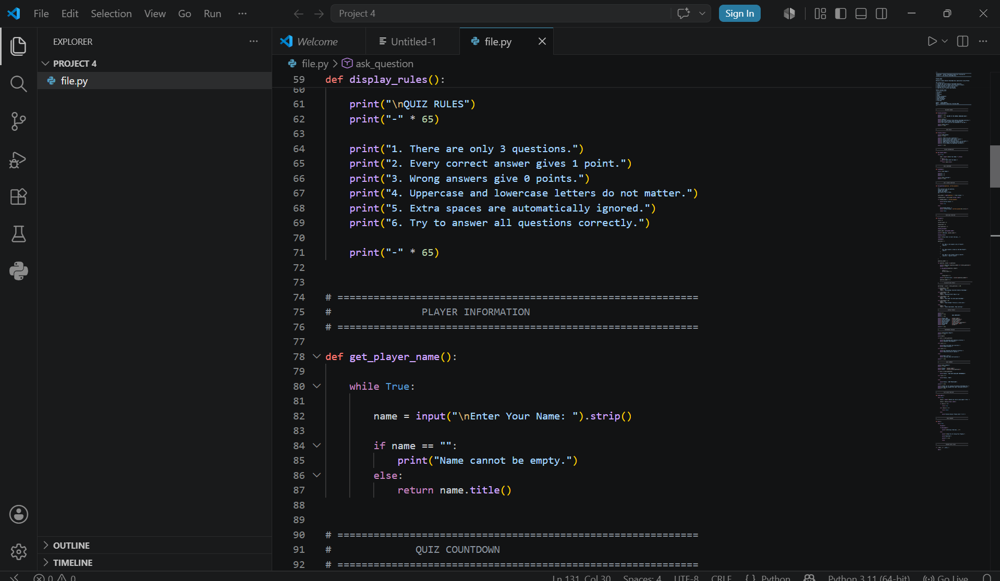 File Edit Selection View Go Run ··· Project 4 Sign In
EXPLORER ···
PROJECT 4
file.py
OUTLINE
TIMELINE
Welcome Untitled-1 file.py
file.py > ask_question
59 def display_rules():
60
61 print("\nQUIZ RULES")
62 print("-" * 65)
63
64 print("1. There are only 3 questions.")
65 print("2. Every correct answer gives 1 point.")
66 print("3. Wrong answers give 0 points.")
67 print("4. Uppercase and lowercase letters do not matter.")
68 print("5. Extra spaces are automatically ignored.")
69 print("6. Try to answer all questions correctly.")
70
71 print("-" * 65)
72
73
74 # ============================================================
75 # PLAYER INFORMATION
76 # ============================================================
77
78 def get_player_name():
79
80 while True:
81
82 name = input("\nEnter Your Name: ").strip()
83
84 if name == "":
85 print("Name cannot be empty.")
86 else:
87 return name.title()
88
89
90 # ============================================================
91 # QUIZ COUNTDOWN
92 # ============================================================
0 0 Ln 131, Col 30 Spaces: 4 UTF-8 CRLF {} Python Python 3.11 (64-bit) Go Live